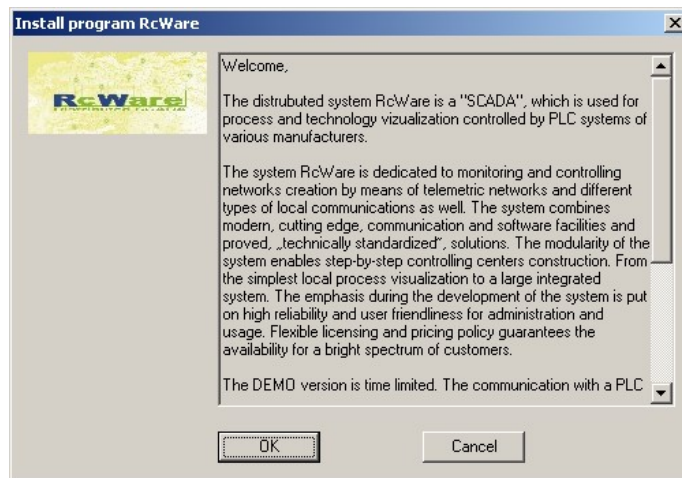 Install program RcWare
RcWare
Welcome,
The distrubuted system RcWare is a "SCADA", which is used for
process and technology vizualization controlled by PLC systems of
various manufacturers.
The system RcWare is dedicated to monitoring and controlling
networks creation by means of telemetric networks and different
types of local communications as well. The system combines
modern, cutting edge, communication and software facilities and
proved, „technically standardized", solutions. The modularity of the
system enables step-by-step controlling centers construction. From
the simplest local process visualization to a large integrated
system. The emphasis during the development of the system is put
on high reliability and user friendliness for administration and
usage. Flexible licensing and pricing policy guarantees the
availability for a bright spectrum of customers.
The DEMO version is time limited. The communication with a PLC
OK
Cancel